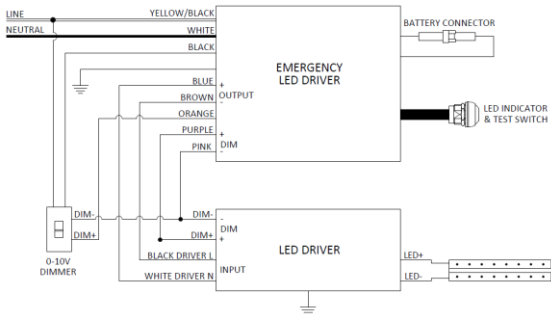 LINE
YELLOW/BLACK
NEUTRAL
WHITE
BLACK
BLUE
+
OUTPUT
BROWN
-
ORANGE
PURPLE
+
DIM
PINK
-
EMERGENCY
LED DRIVER
BATTERY CONNECTOR
LED INDICATOR
& TEST SWITCH
DIM-
DIM+
0-10V
DIMMER
DIM-
-
DIM
DIM+
+
BLACK DRIVER L
INPUT
WHITE DRIVER N
LED DRIVER
LED+
LED-